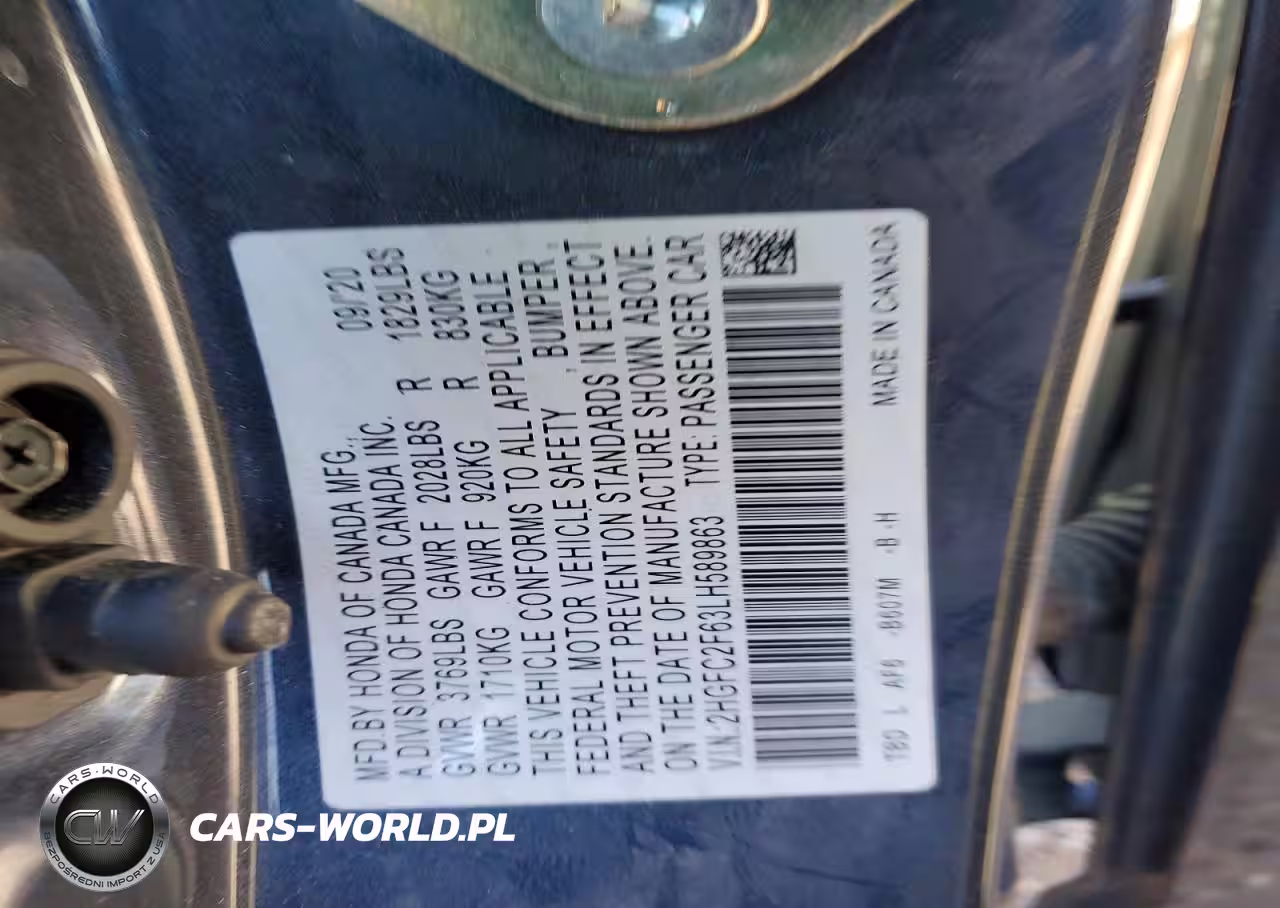 MFD.BY HONDA OF CANADA MFG., 09/20
A DIVISION OF HONDA CANADA INC.
GVWR 3769LBS GAWR F 2028LBS R 1829LBS
GVWR 1710KG GAWR F 920KG R 830KG
THIS VEHICLE CONFORMS TO ALL APPLICABLE
FEDERAL MOTOR VEHICLE SAFETY , BUMPER ,
AND THEFT PREVENTION STANDARDS IN EFFECT
ON THE DATE OF MANUFACTURE SHOWN ABOVE.
V.I.N.:2HGFC2F63LH589863 TYPE:PASSENGER CAR
-B607M -B -H MADE IN CANADA
CARS-WORLD
CW
BEZPOŚREDNI IMPORT Z USA
CARS-WORLD.PL